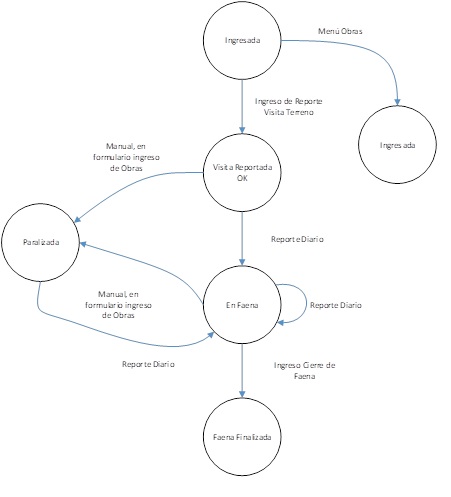 Ingresada
Menú Obras
Ingreso de Reporte
Visita Terreno
Ingresada
Manual, en
formulario ingreso
de Obras
Visita Reportada
OK
Paralizada
Reporte Diario
Manual, en
formulario ingreso
de Obras
En Faena
Reporte Diario
Reporte Diario
Ingreso Cierre de
Faena
Faena Finalizada